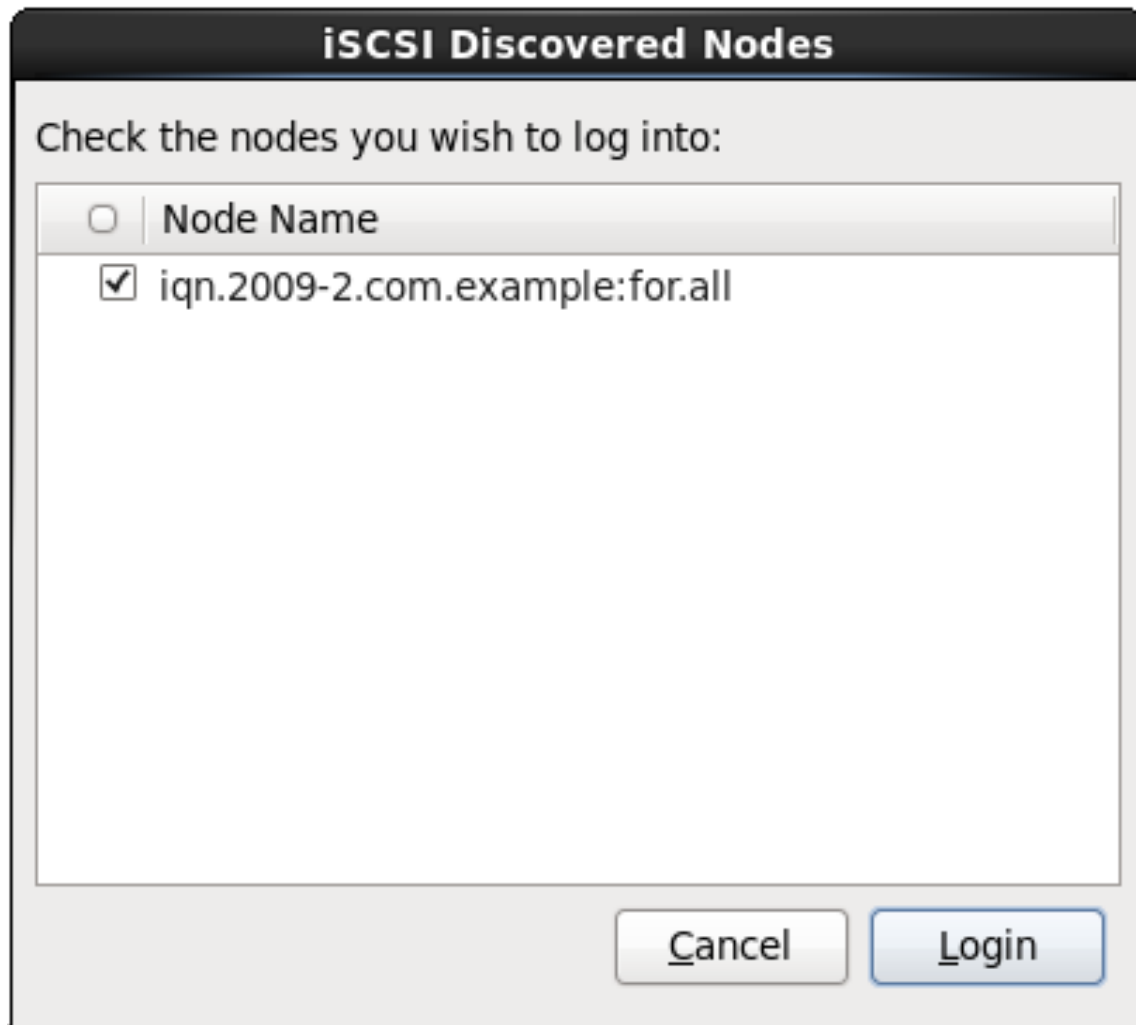 iSCSI Discovered Nodes
Check the nodes you wish to log into:
Node Name
iqn.2009-2.com.example:for.all
Cancel Login